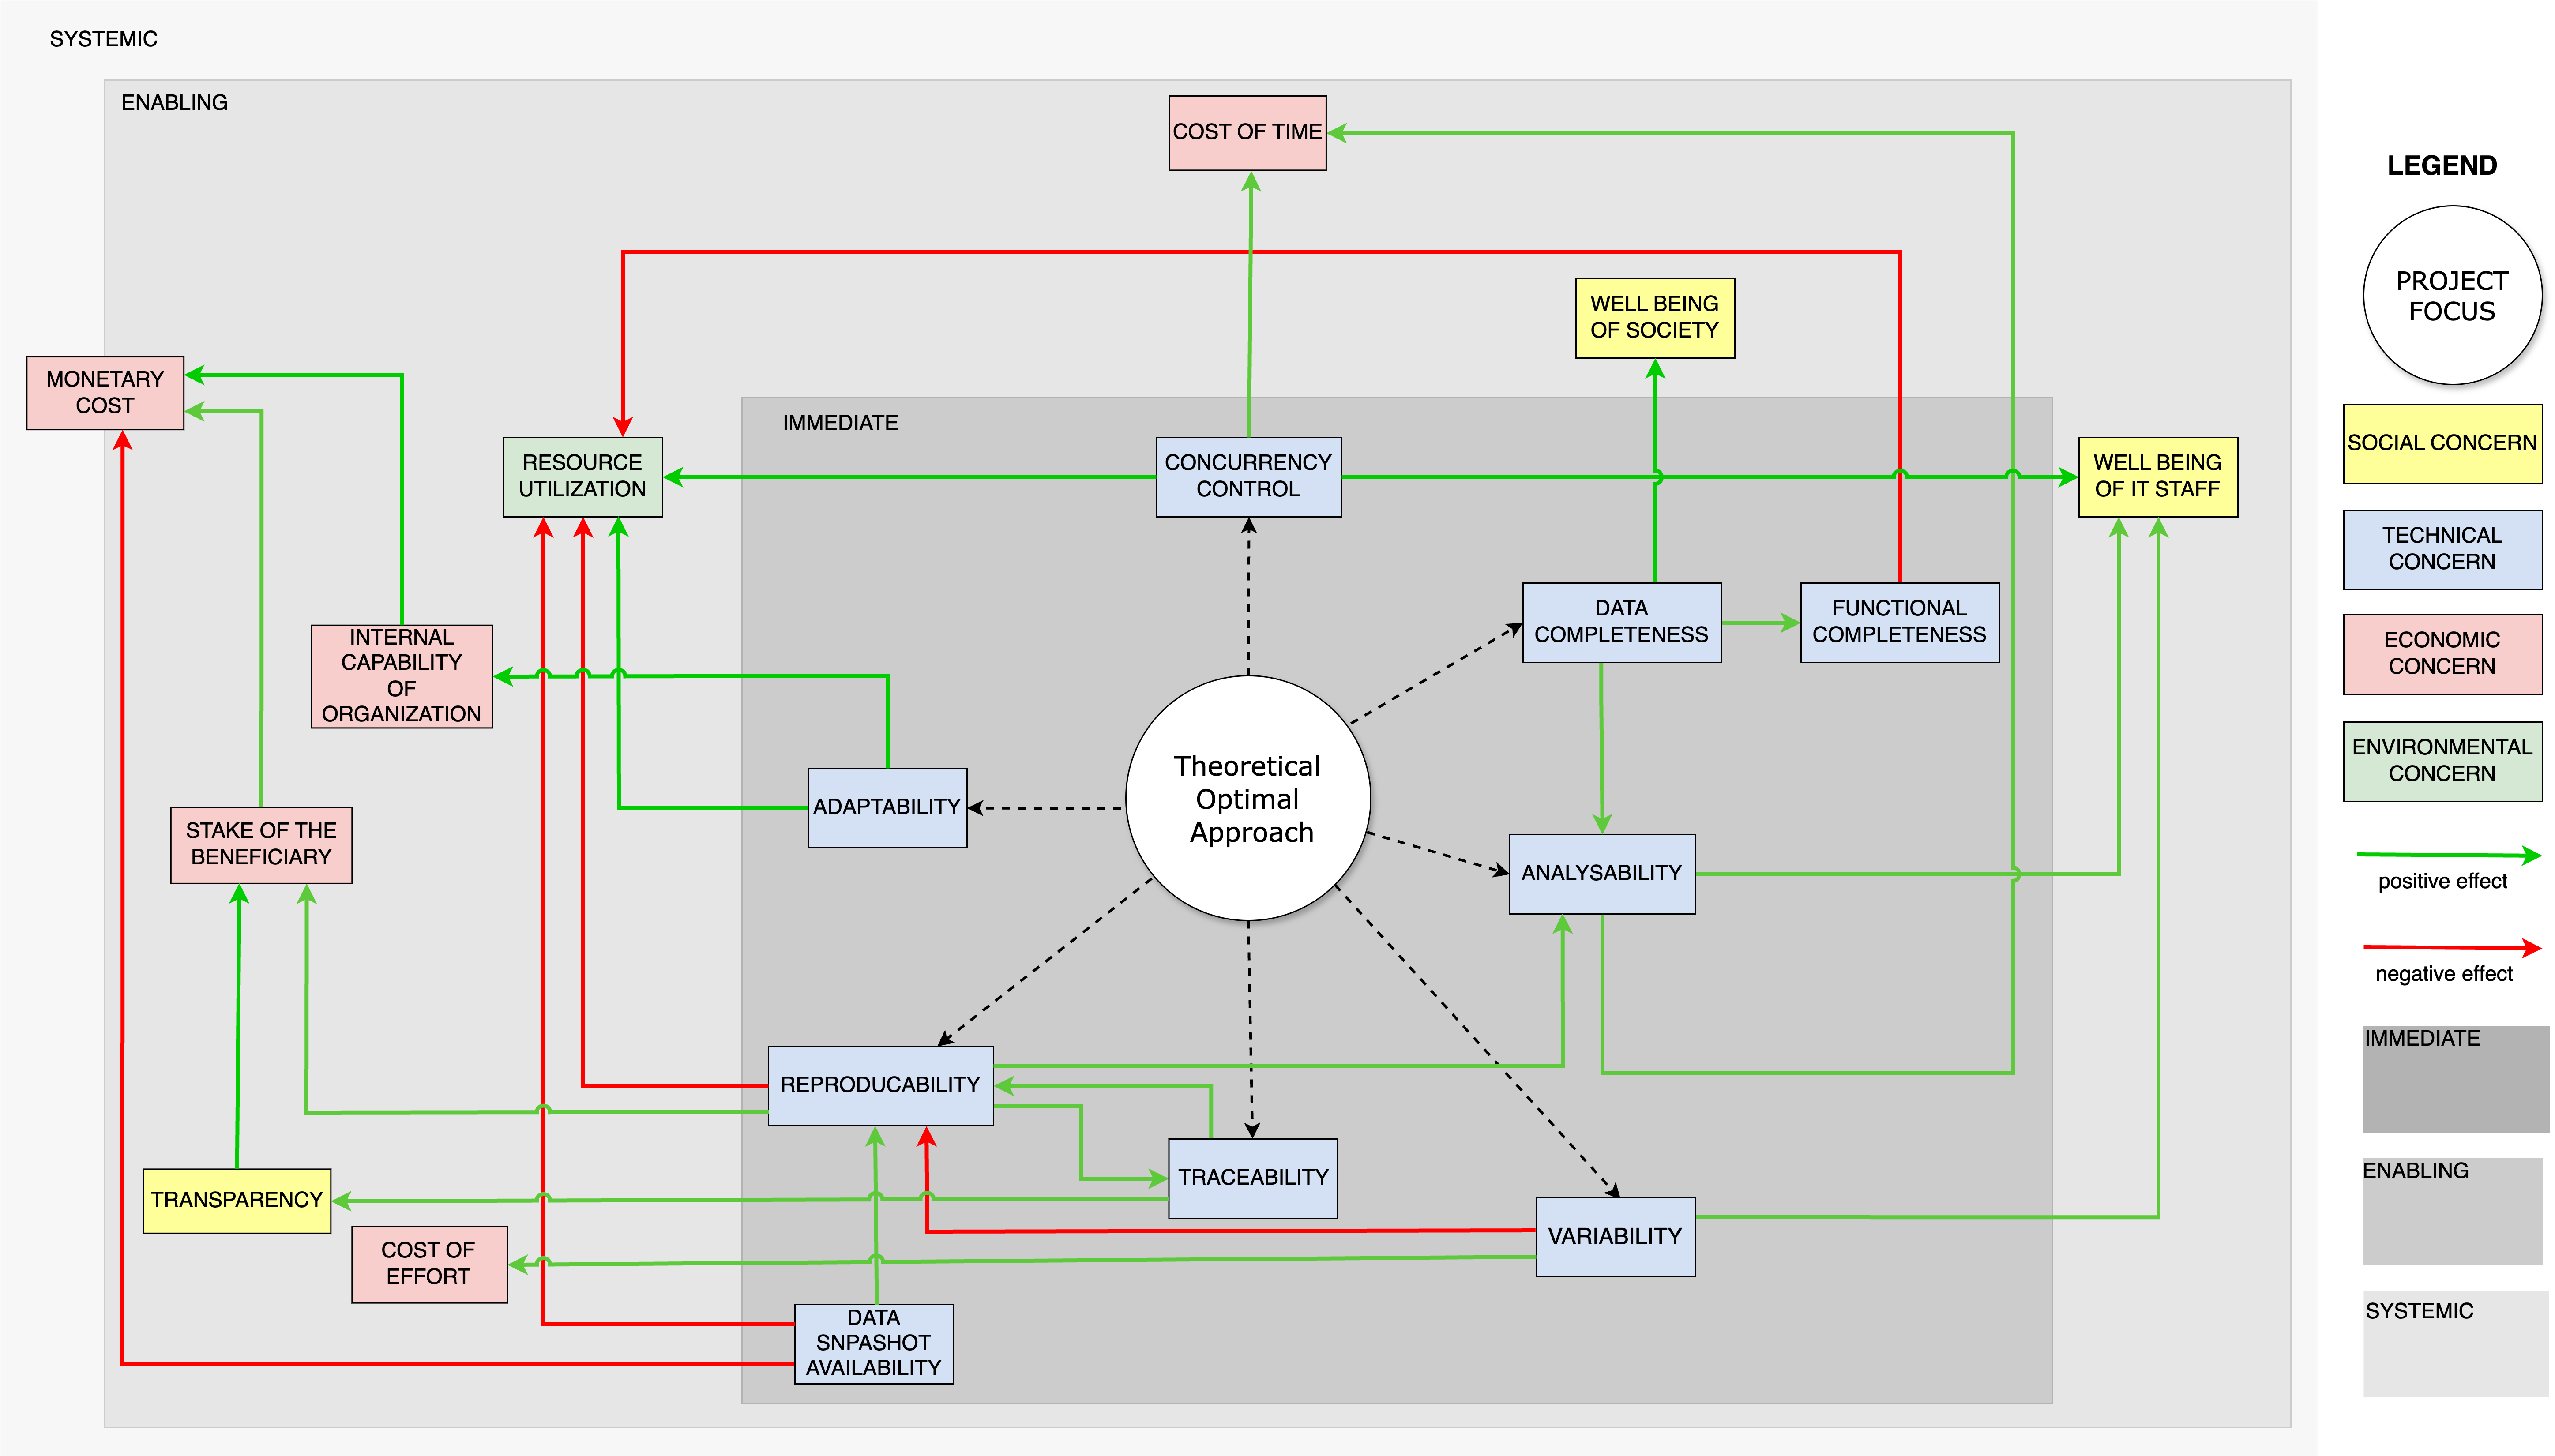 SYSTEMIC
ENABLING
COST OF TIME
WELL BEING
OF SOCIETY
MONETARY
COST
IMMEDIATE
RESOURCE
UTILIZATION
CONCURRENCY
CONTROL
WELL BEING
OF IT STAFF
DATA
COMPLETENESS
FUNCTIONAL
COMPLETENESS
INTERNAL
CAPABILITY
OF
ORGANIZATION
Theoretical
Optimal
Approach
ADAPTABILITY
STAKE OF THE
BENEFICIARY
ANALYSABILITY
REPRODUCABILITY
TRACEABILITY
TRANSPARENCY
VARIABILITY
COST OF
EFFORT
DATA
SNPASHOT
AVAILABILITY
LEGEND
PROJECT
FOCUS
SOCIAL CONCERN
TECHNICAL
CONCERN
ECONOMIC
CONCERN
ENVIRONMENTAL
CONCERN
positive effect
negative effect
IMMEDIATE
ENABLING
SYSTEMIC